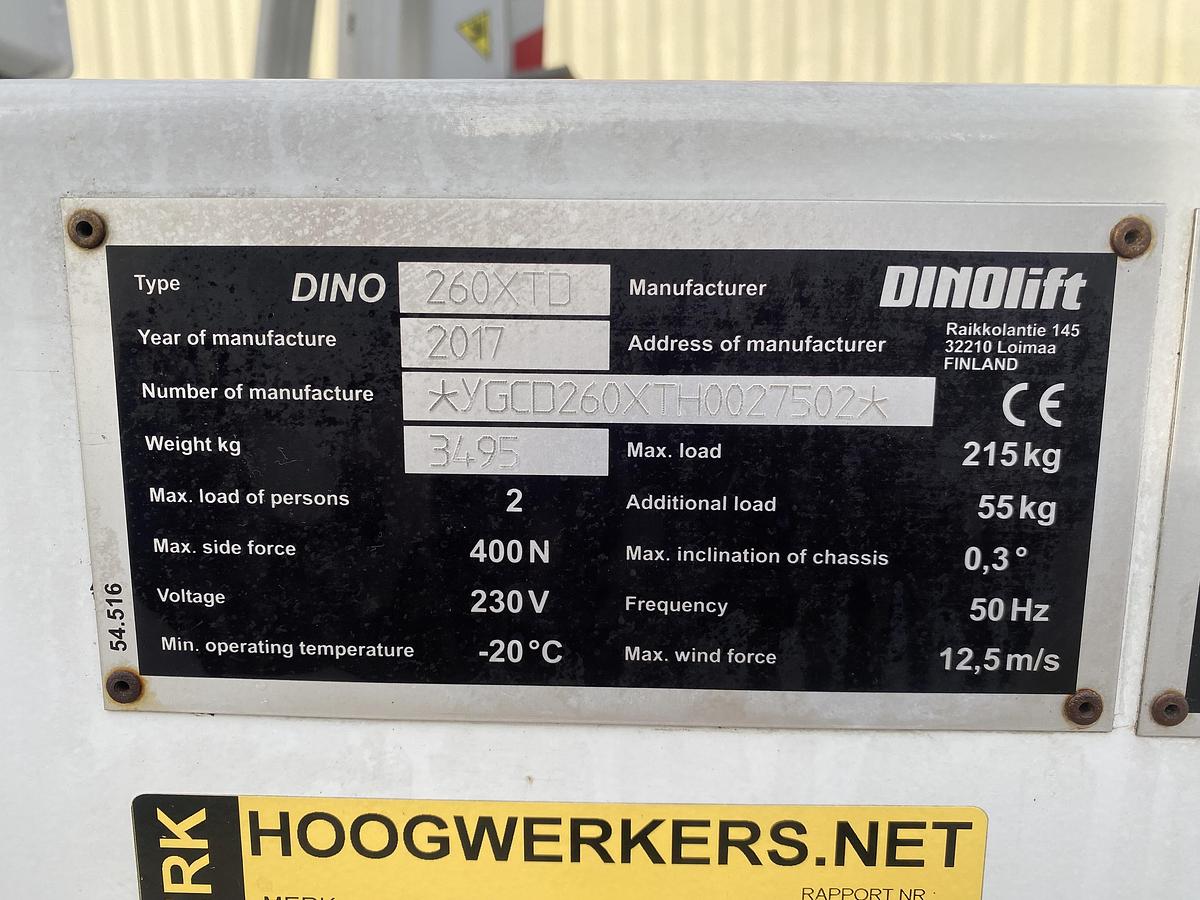 Type DINO 260XTD Manufacturer DINOlift
Year of manufacture 2017 Address of manufacturer Raikkolantie 145
32210 Loimaa
FINLAND
Number of manufacture *YGCD260XTH0027502* CE
Weight kg 3495 Max. load 215 kg
Max. load of persons 2 Additional load 55 kg
Max. side force 400 N Max. inclination of chassis 0,3°
Voltage 230 V Frequency 50 Hz
Min. operating temperature -20 °C Max. wind force 12,5 m/s
54.516
RK
HOOGWERKERS.NET
MERK RAPPORT NR.: